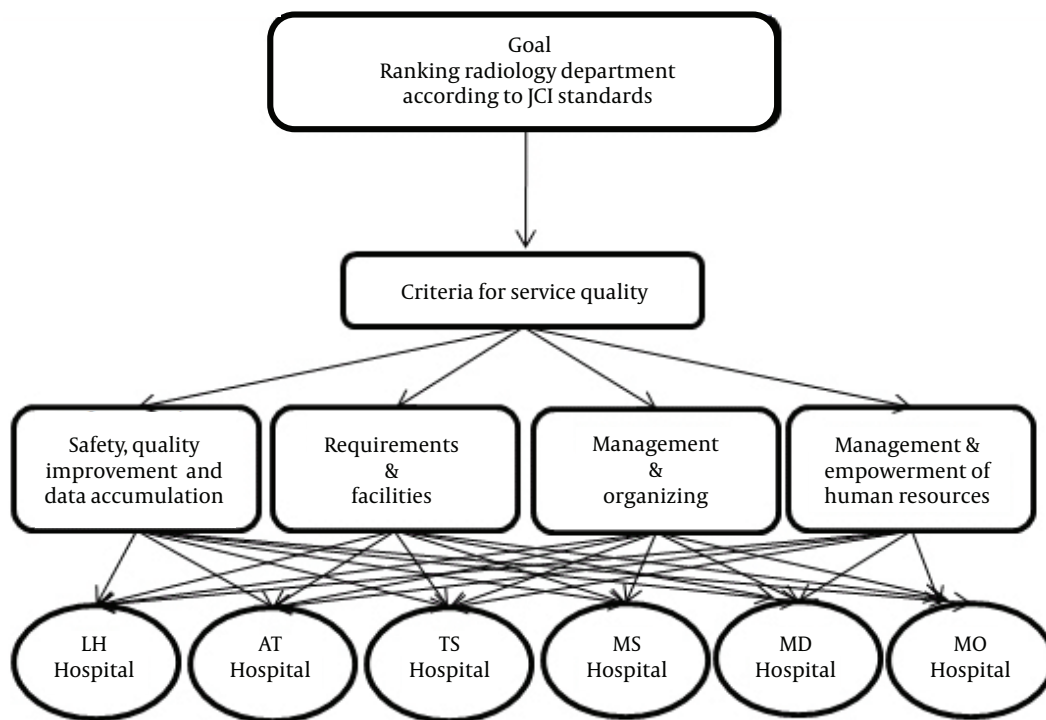 Goal
Ranking radiology department
according to JCI standards
Criteria for service quality
Safety, quality
improvement and
data accumulation
Requirements
&
facilities
Management
&
organizing
Management &
empowerment of
human resources
LH
Hospital
AT
Hospital
TS
Hospital
MS
Hospital
MD
Hospital
MO
Hospital